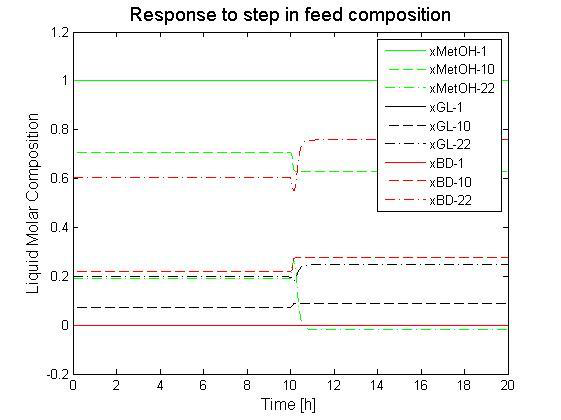 Response to step in feed composition
1.2
1
0.8
0.6
0.4
0.2
0
-0.2
Liquid Molar Composition
xMetOH-1
xMetOH-10
xMetOH-22
xGL-1
xGL-10
xGL-22
xBD-1
xBD-10
xBD-22
0 2 4 6 8 10 12 14 16 18 20
Time [h]